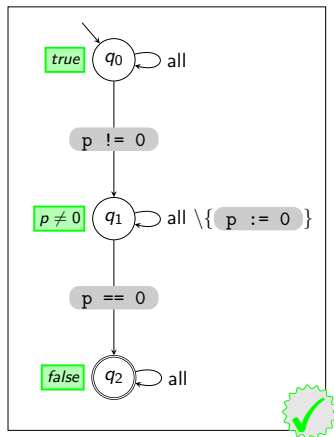 true q0 all
p != 0
p ≠ 0 q1 all \{ p := 0 }
p == 0
false q2 all